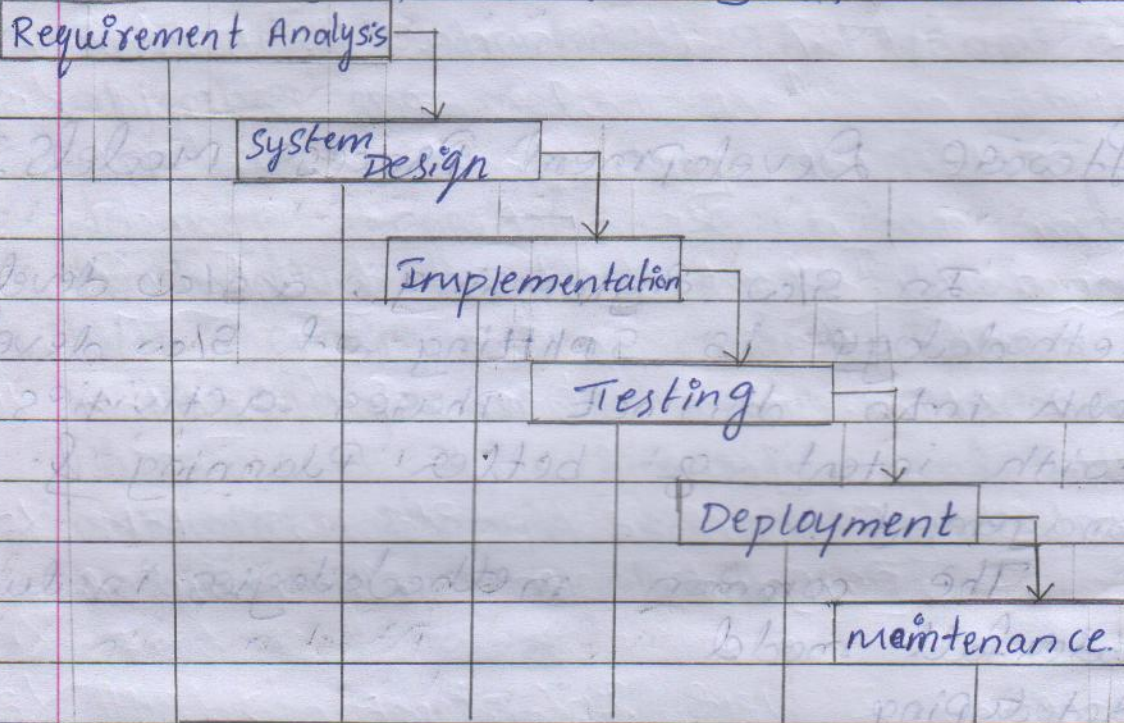 Requirement Analysis
System
Design
Implementation
Testing
Deployment
Maintenance.